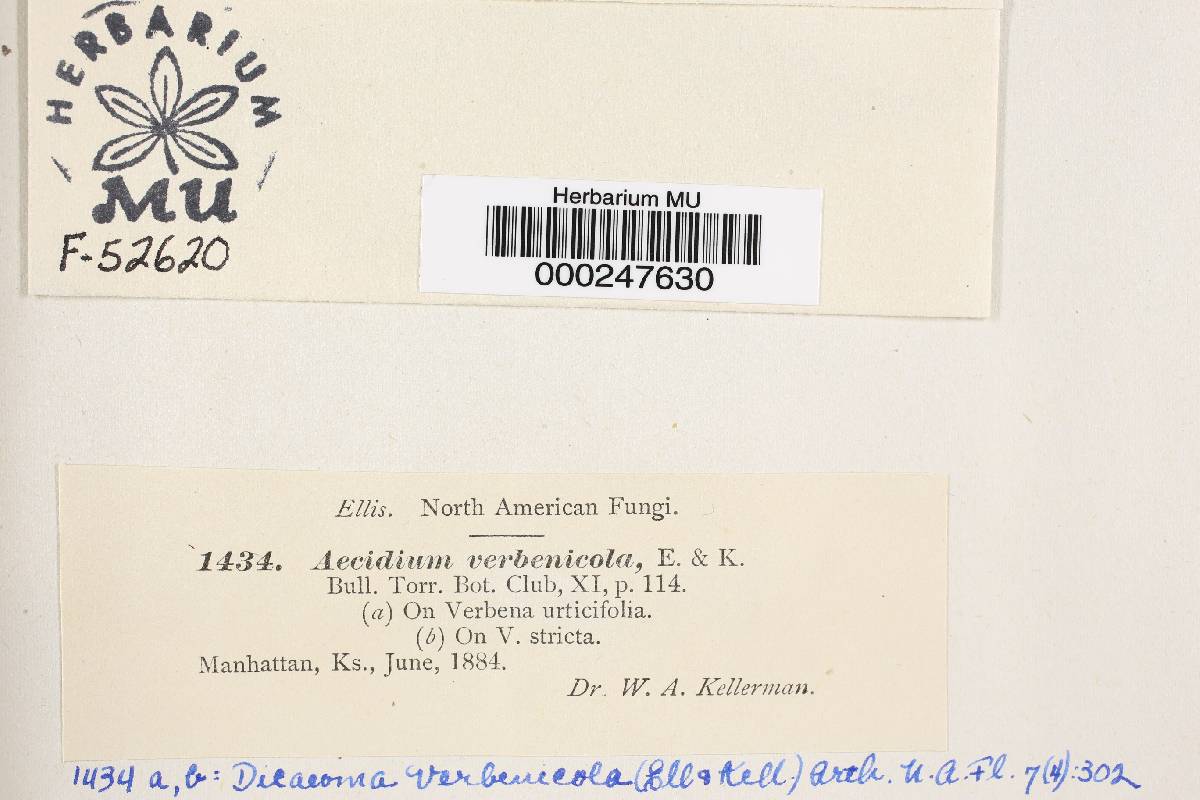 HERBARIUM
MU
F-52620
Herbarium MU
000247630
Ellis. North American Fungi.
1434. Aecidium verbenicola, E. & K.
Bull. Torr. Bot. Club, XI, p. 114.
(a) On Verbena urticifolia.
(b) On V. stricta.
Manhattan, Ks., June, 1884.
Dr. W. A. Kellerman.
1434 a, b: Dicaeoma Verbenicola (Ell & Kell.) Arth. N. A. Fl. 7(4):302